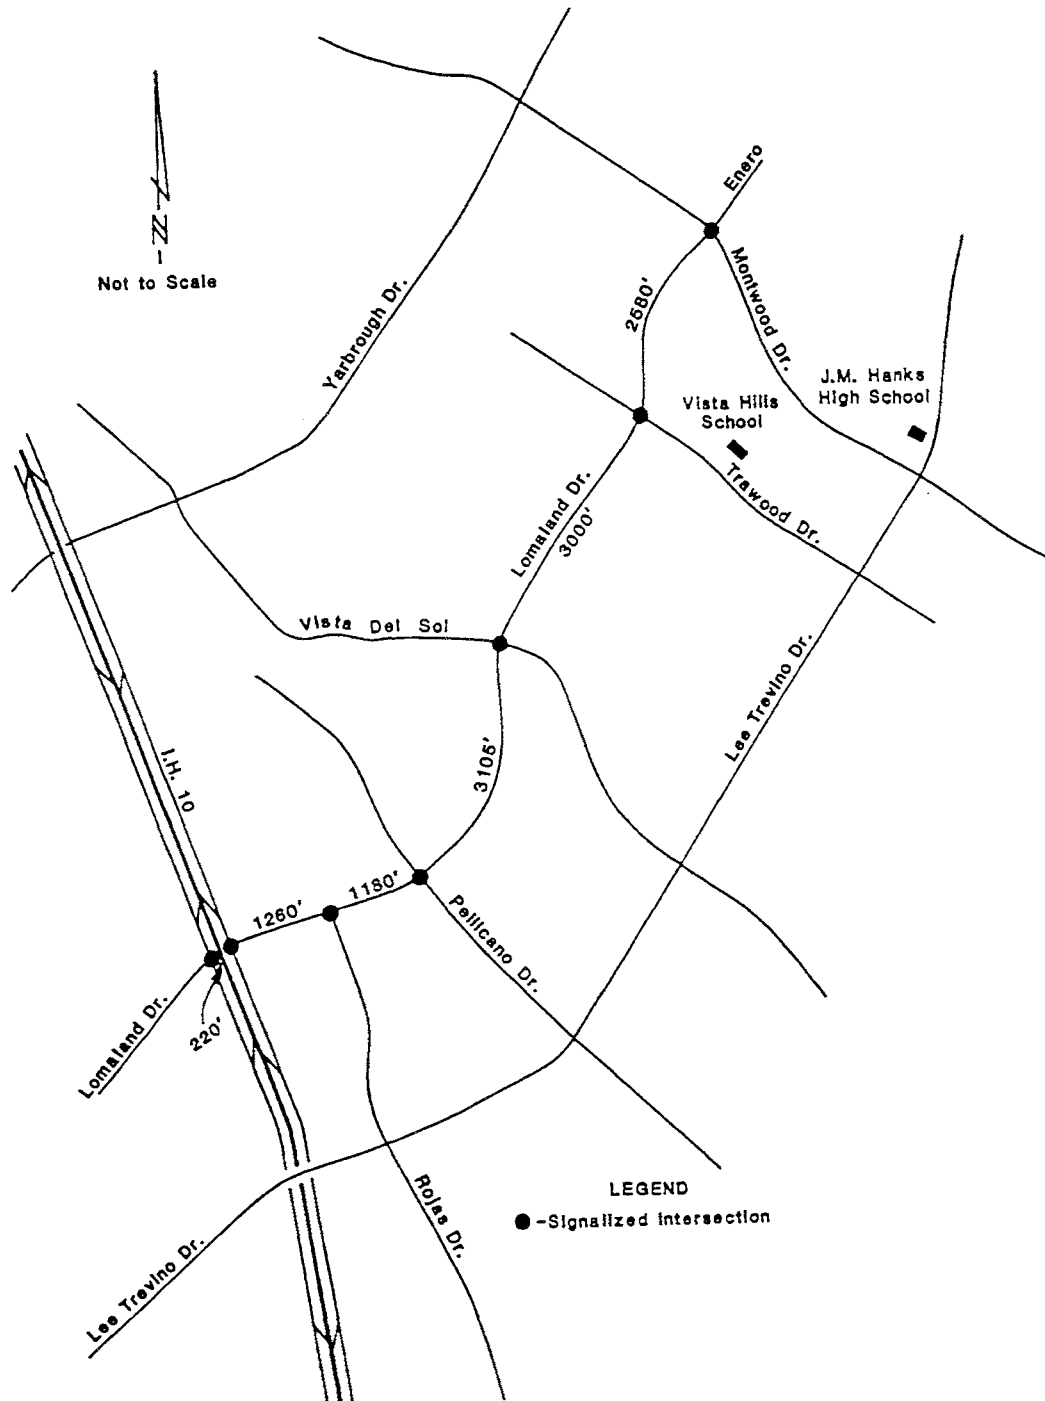 Enero
N
Not to Scale
Montwood Dr.
2680'
Yarbrough Dr.
J.M. Hanks
High School
Vista Hills
School
Trawood Dr.
Lomaland Dr.
3000'
Vista Del Sol
Lee Trevino Dr.
3105'
I.H. 10
1180'
1260'
Pellicano Dr.
Lomaland Dr.
220'
Rojas Dr.
LEGEND
-Signalized Intersection
Lee Trevino Dr.